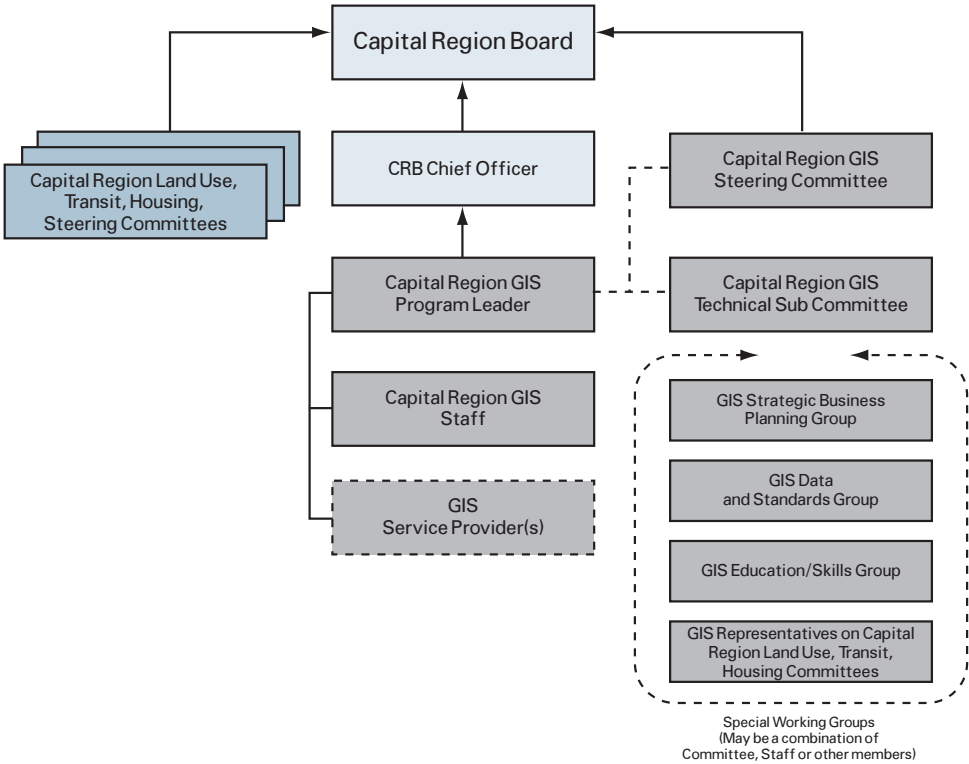 Capital Region Board
CRB Chief Officer
Capital Region Land Use,
Transit, Housing,
Steering Committees
Capital Region GIS
Steering Committee
Capital Region GIS
Program Leader
Capital Region GIS
Technical Sub Committee
Capital Region GIS
Staff
GIS
Service Provider(s)
GIS Strategic Business
Planning Group
GIS Data
and Standards Group
GIS Education/Skills Group
GIS Representatives on Capital
Region Land Use, Transit,
Housing Committees
Special Working Groups
(May be a combination of
Committee, Staff or other members)